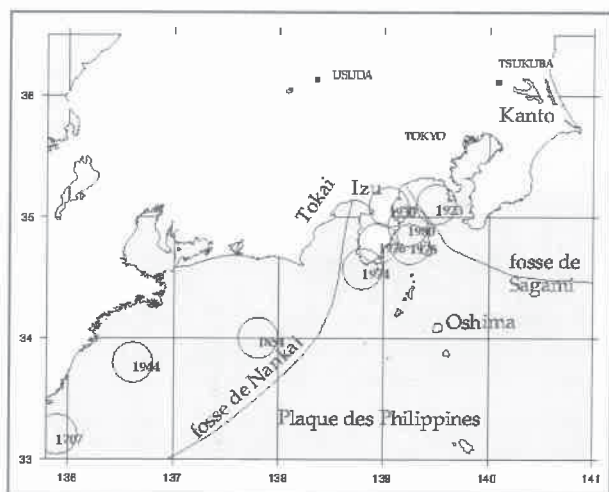 TSUKUBA
36
USUDA
Kanto
TOKYO
Tokai
Izu
1930
1923
35
1980
1974
fosse de
Sagami
Oshima
34
1944
fosse de Nankai
Plaque des Philippines
1707
33
136
137
138
139
140
141